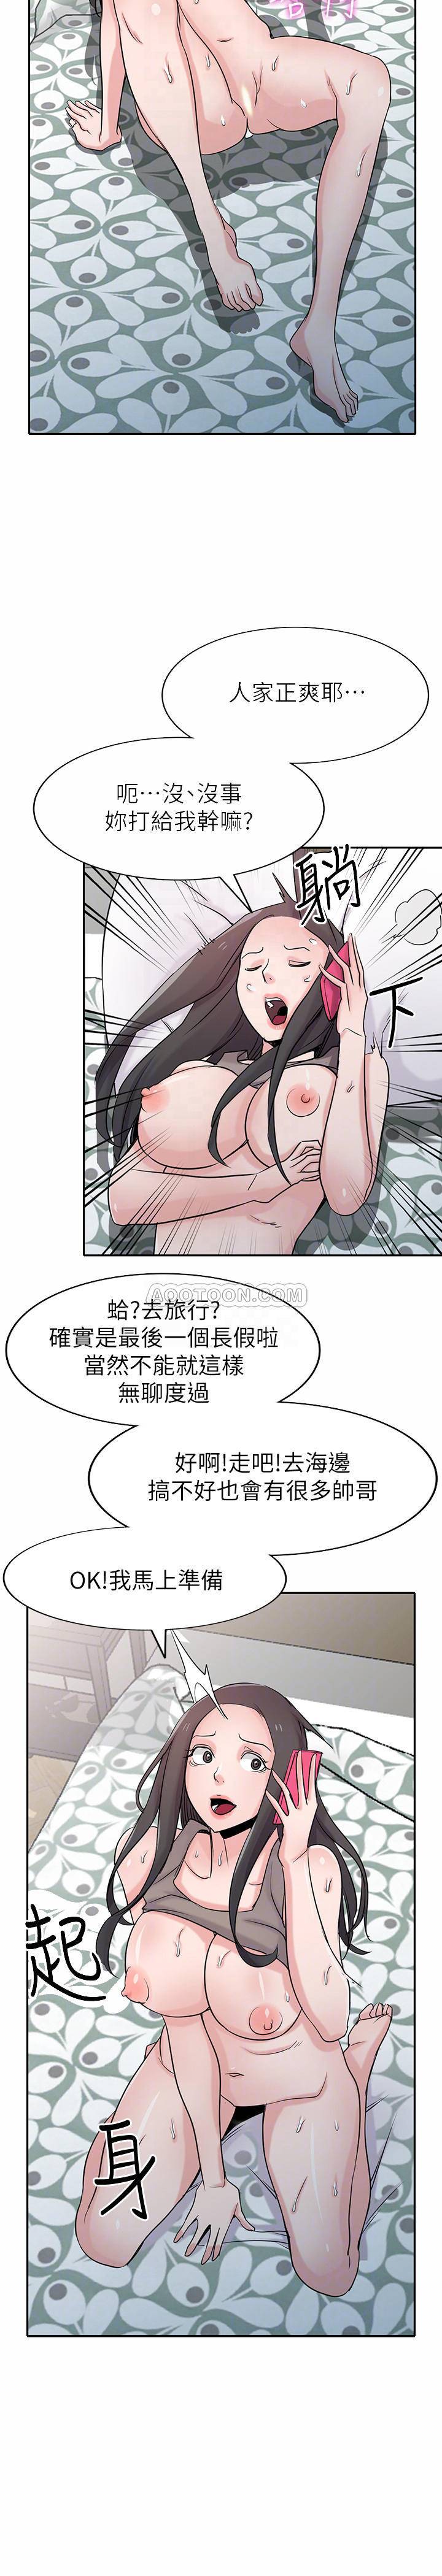 人家正爽耶…
呃…沒、沒事
妳打給我幹嘛?
躺
下
AOOTOON.COM
蛤?去旅行?
確實是最後一個長假啦
當然不能就這樣
無聊度過
好啊!走吧!去海邊
搞不好也會有很多帥哥
OK!我馬上準備
起
身